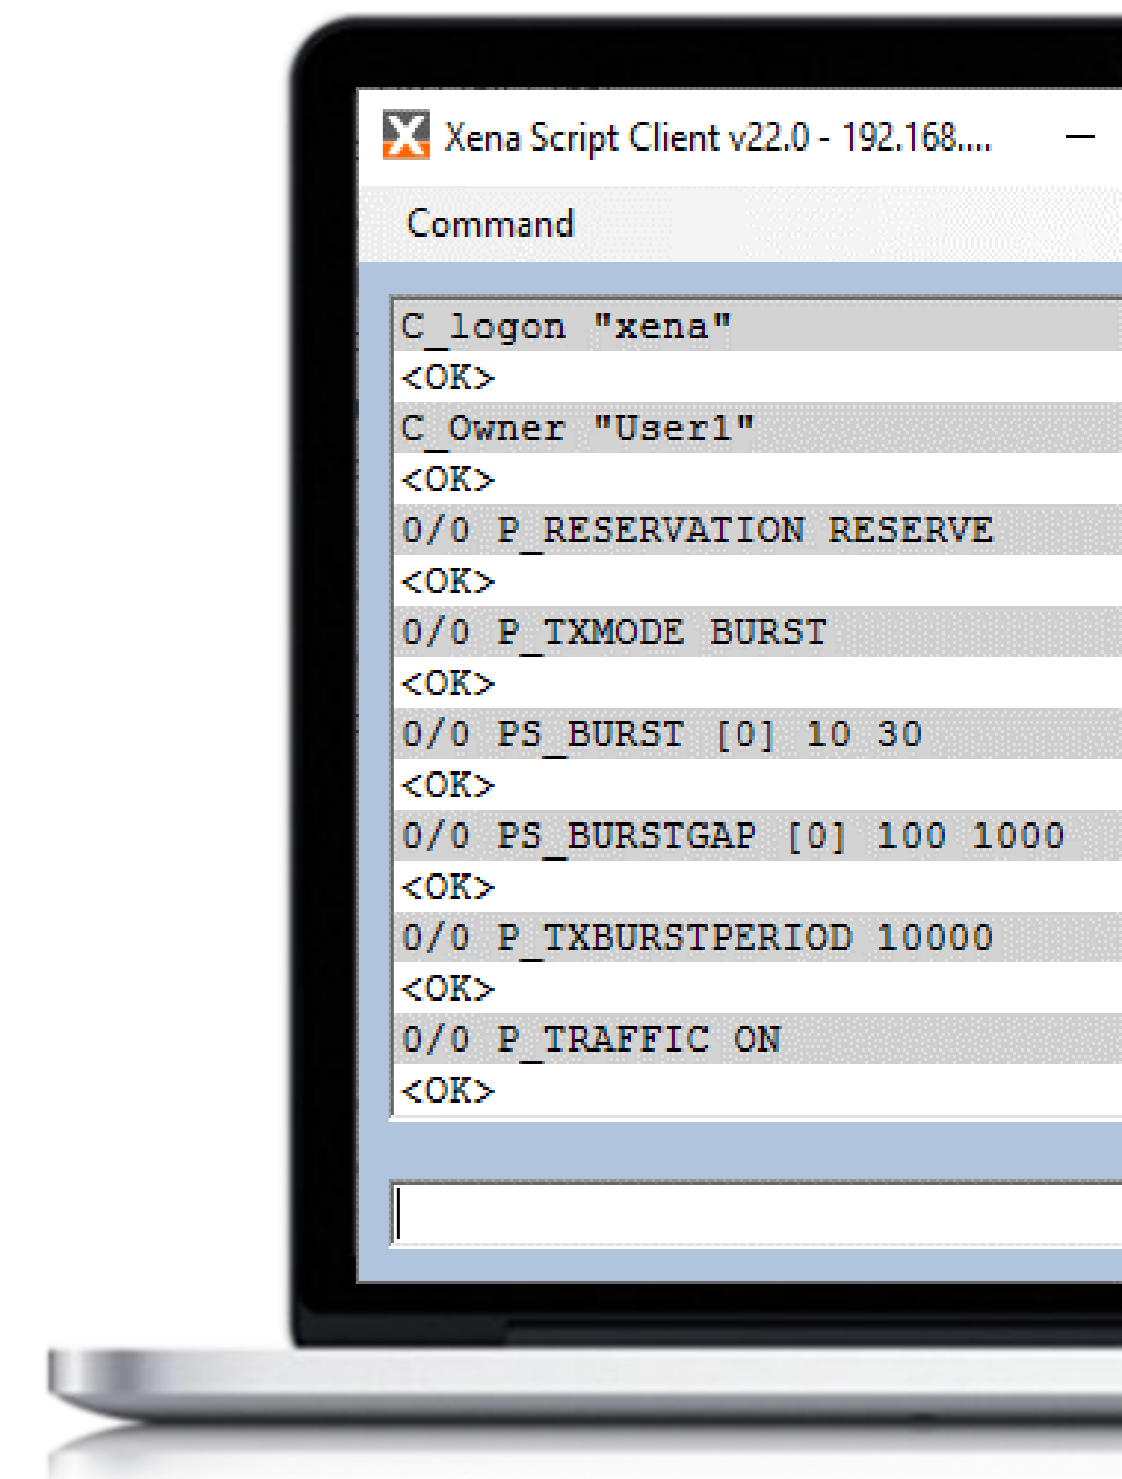 Xena Script Client v22.0 - 192.168....
Command
C_logon "xena"
<OK>
C_Owner "User1"
<OK>
0/0 P_RESERVATION RESERVE
<OK>
0/0 P_TXMODE BURST
<OK>
0/0 PS_BURST [0] 10 30
<OK>
0/0 PS_BURSTGAP [0] 100 1000
<OK>
0/0 P_TXBURSTPERIOD 10000
<OK>
0/0 P_TRAFFIC ON
<OK>